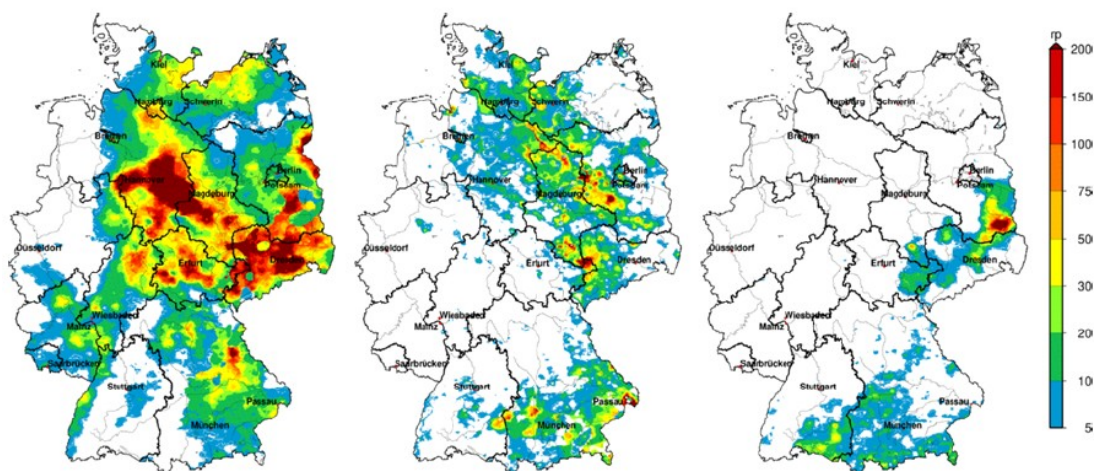 Kiel
Hamburg Schwerin
Bremen
Berlin
Hannover
Magdeburg
Potsdam
Düsseldorf
Erfurt
Dresden
Wiesbaden
Mainz
Saarbrücken
Stuttgart
Passau
München
Kiel
Hamburg Schwerin
Bremen
Berlin
Hannover
Magdeburg
Potsdam
Düsseldorf
Erfurt
Dresden
Wiesbaden
Mainz
Saarbrücken
Stuttgart
Passau
München
Kiel
Hamburg Schwerin
Bremen
Berlin
Hannover
Magdeburg
Potsdam
Düsseldorf
Erfurt
Dresden
Wiesbaden
Mainz
Saarbrücken
Stuttgart
Passau
München
rp
200
150
100
75
50
30
20
10
5